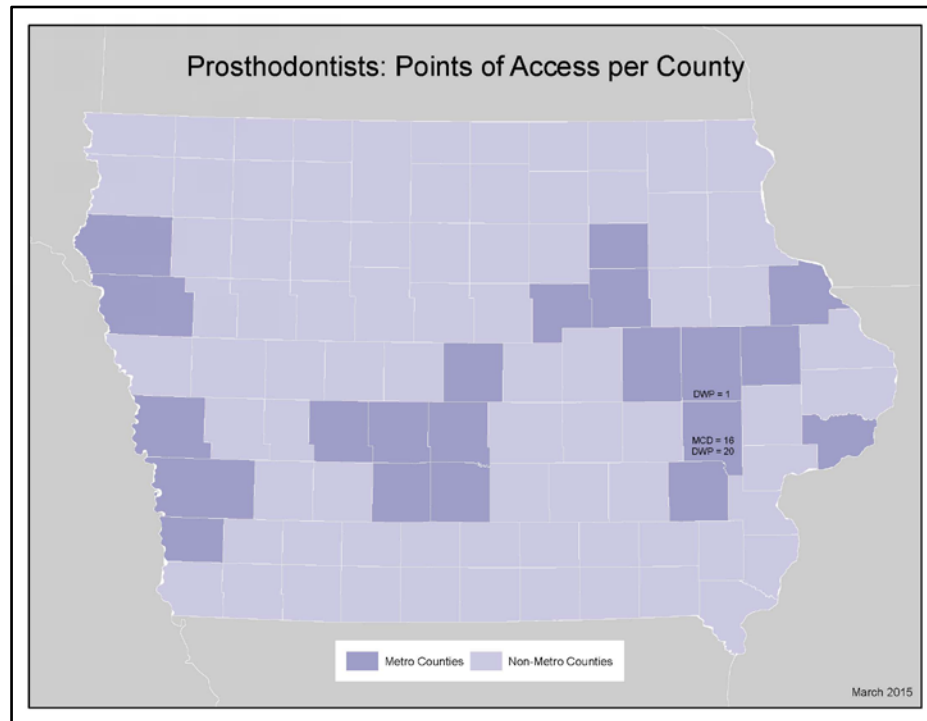 Prosthodontists: Points of Access per County
DWP = 1
MCD = 16
DWP = 20
Metro Counties
Non-Metro Counties
March 2015